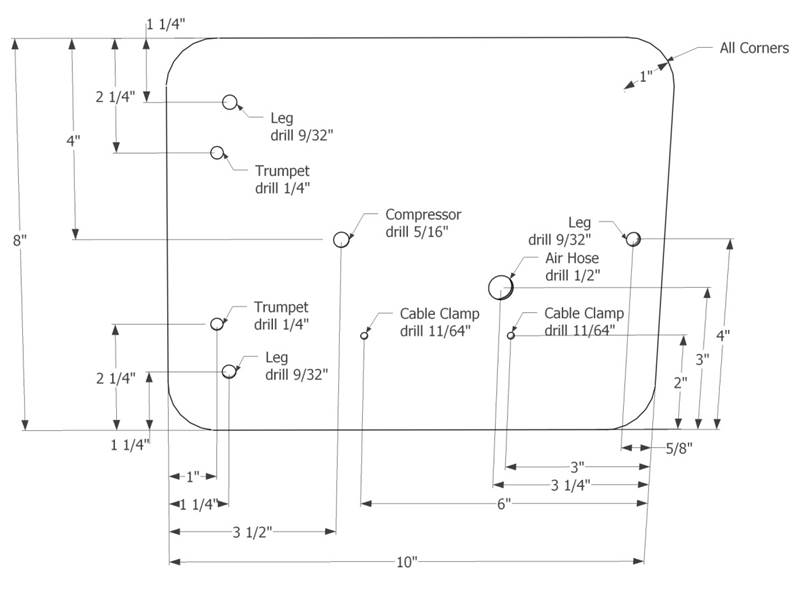 1 1/4"
All Corners
1"
2 1/4"
Leg
drill 9/32"
4"
Trumpet
drill 1/4"
Compressor
drill 5/16"
Leg
drill 9/32"
8"
Air Hose
drill 1/2"
Trumpet
drill 1/4"
Cable Clamp
drill 11/64"
Cable Clamp
drill 11/64"
4"
3"
Leg
drill 9/32"
2 1/4"
2"
1 1/4"
5/8"
1"
3"
3 1/4"
1 1/4"
6"
3 1/2"
10"